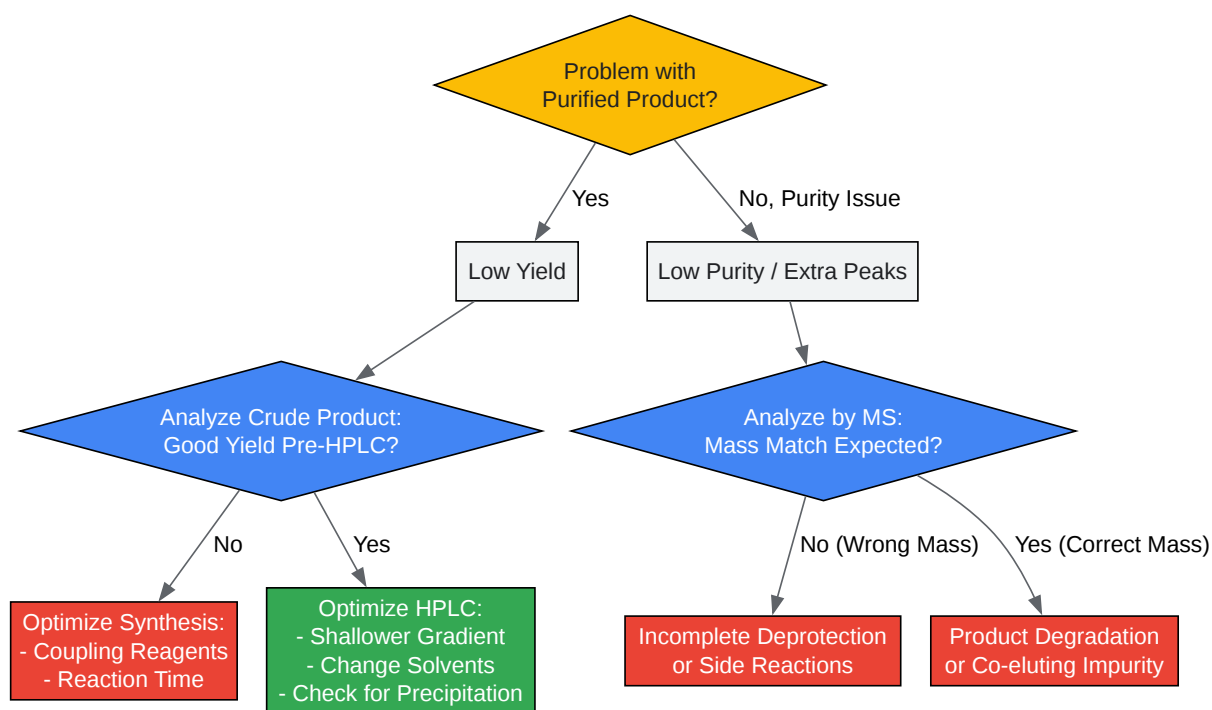 Problem with
Purified Product?
Yes
No, Purity Issue
Low Yield
Low Purity / Extra Peaks
Analyze Crude Product:
Good Yield Pre-HPLC?
Analyze by MS:
Mass Match Expected?
No
Yes
No (Wrong Mass)
Yes (Correct Mass)
Optimize Synthesis:
- Coupling Reagents
- Reaction Time
Optimize HPLC:
- Shallower Gradient
- Change Solvents
- Check for Precipitation
Incomplete Deprotection
or Side Reactions
Product Degradation
or Co-eluting Impurity